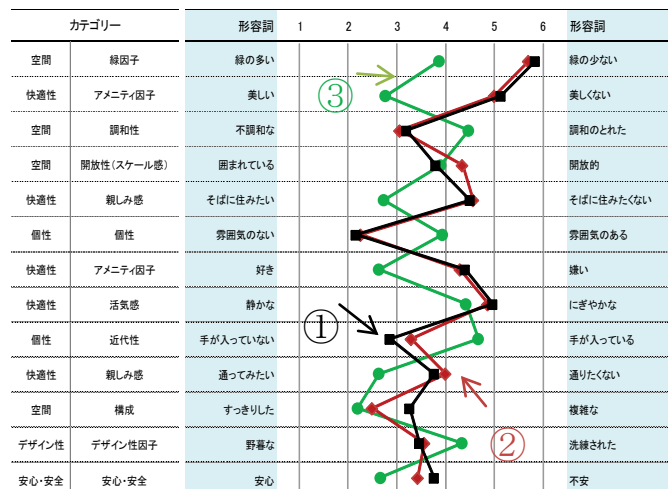 カテゴリー 形容詞 1 2 3 4 5 6 形容詞
空間 緑因子 緑の多い 緑の少ない
快適性 アメニティ因子 美しい 美しくない
③
空間 調和性 不調和な 調和のとれた
空間 開放性(スケール感) 囲まれている 開放的
快適性 親しみ感 そばに住みたい そばに住みたくない
個性 個性 雰囲気のない 雰囲気のある
快適性 アメニティ因子 好き 嫌い
快適性 活気感 静かな にぎやかな
①
個性 近代性 手が入っていない 手が入っている
快適性 親しみ感 通ってみたい 通りたくない
空間 構成 すっきりした 複雑な
デザイン性 デザイン性因子 野暮な 洗練された
②
安心・安全 安心・安全 安心 不安